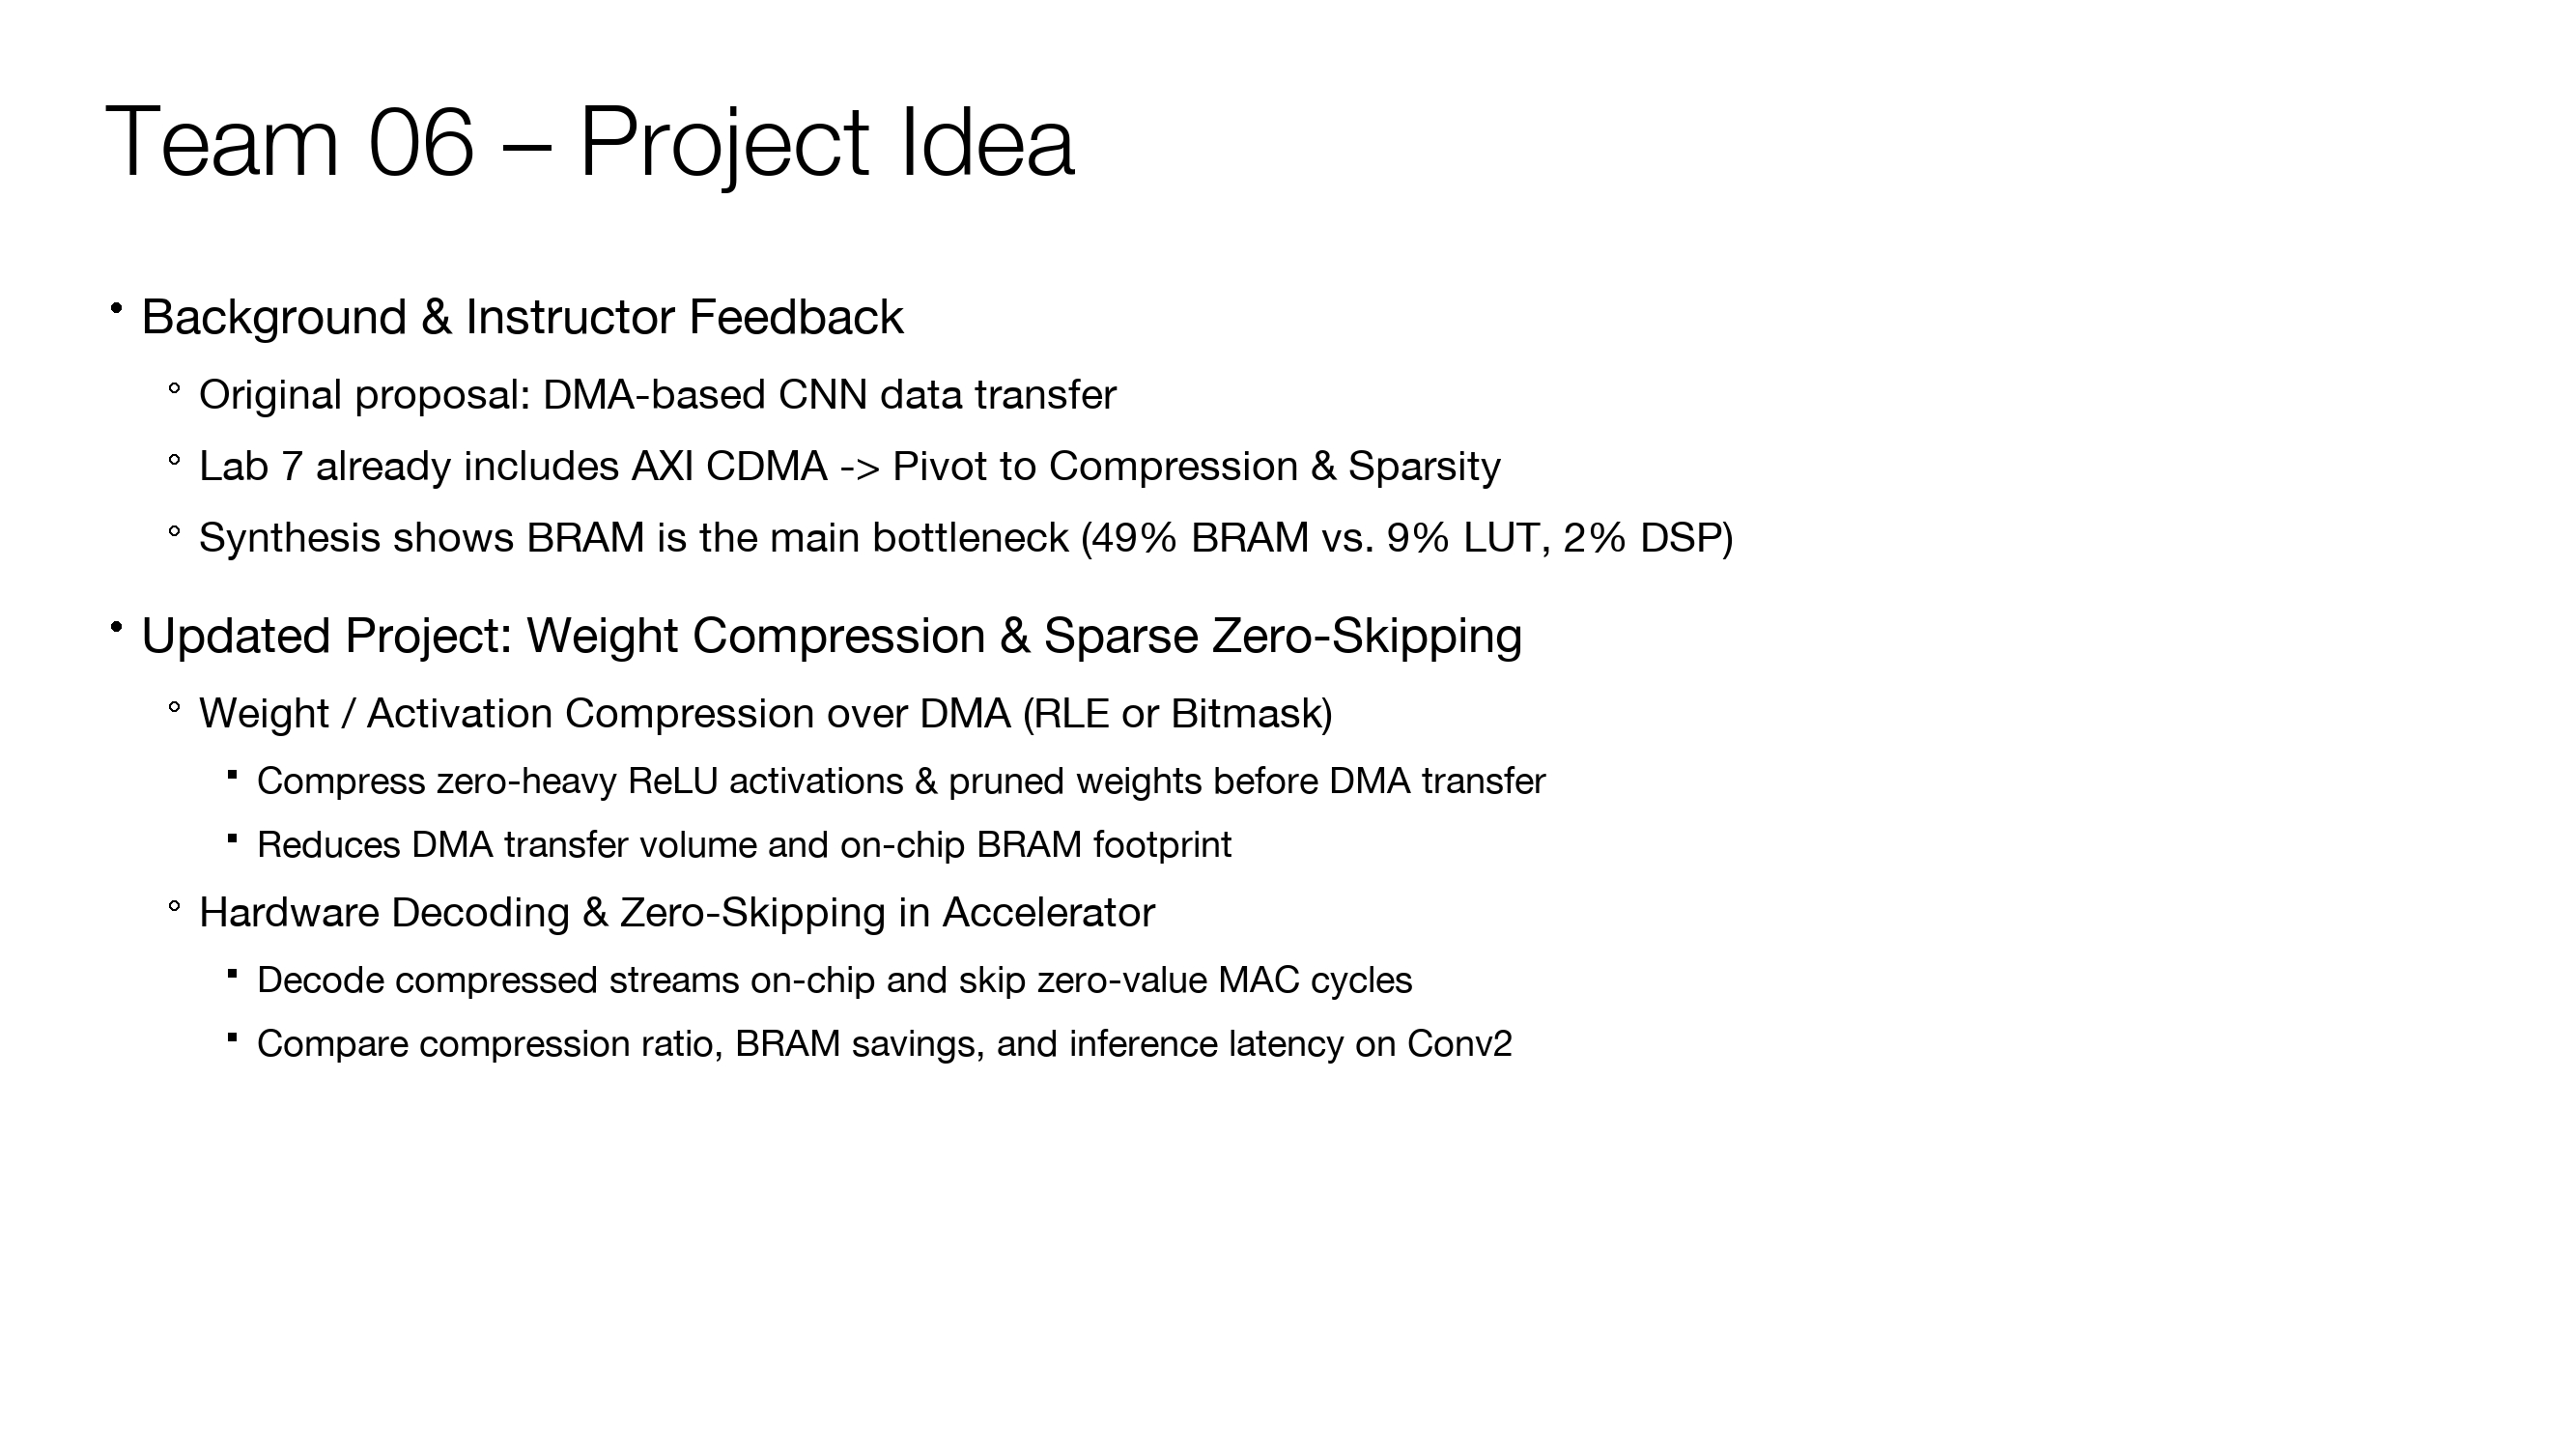 Team 06 – Project Idea
• Background & Instructor Feedback
◦ Original proposal: DMA-based CNN data transfer
◦ Lab 7 already includes AXI CDMA -> Pivot to Compression & Sparsity
◦ Synthesis shows BRAM is the main bottleneck (49% BRAM vs. 9% LUT, 2% DSP)
• Updated Project: Weight Compression & Sparse Zero-Skipping
◦ Weight / Activation Compression over DMA (RLE or Bitmask)
▪ Compress zero-heavy ReLU activations & pruned weights before DMA transfer
▪ Reduces DMA transfer volume and on-chip BRAM footprint
◦ Hardware Decoding & Zero-Skipping in Accelerator
▪ Decode compressed streams on-chip and skip zero-value MAC cycles
▪ Compare compression ratio, BRAM savings, and inference latency on Conv2